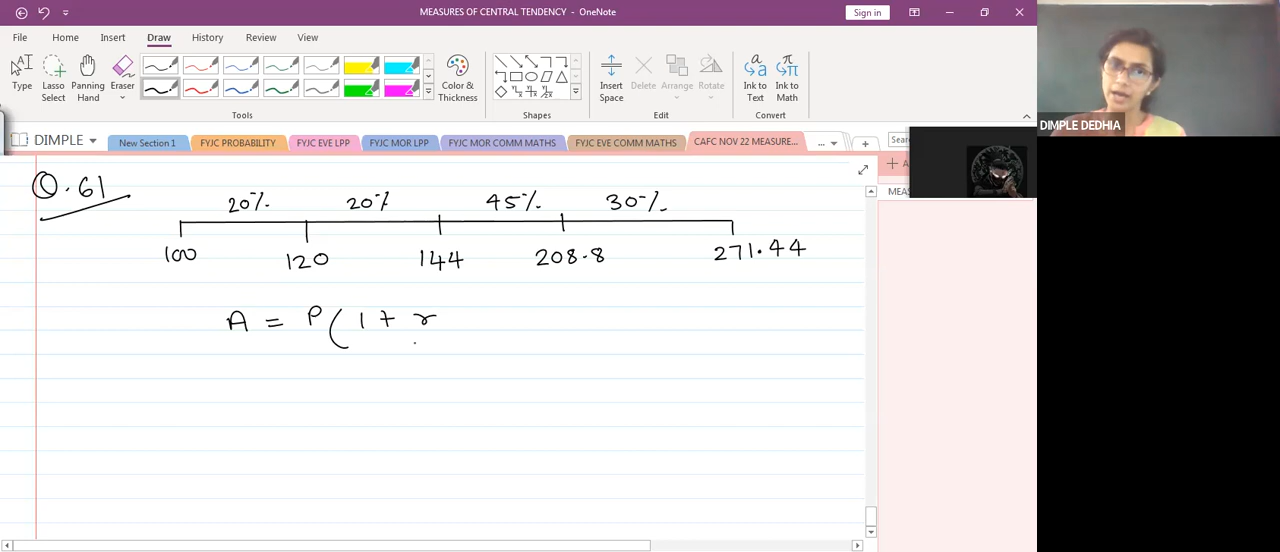 MEASURES OF CENTRAL TENDENCY - OneNote
Sign in
File Home Insert Draw History Review View
Type
Lasso Select
Panning Hand
Eraser
Color & Thickness
Insert Space
Delete
Arrange
Rotate
Ink to Text
Ink to Math
Tools
Shapes
Edit
Convert
DIMPLE DEDHIA
DIMPLE
New Section 1
FYJC PROBABILITY
FYJC EVE LPP
FYJC MOR LPP
FYJC MOR COMM MATHS
FYJC EVE COMM MATHS
CAFC NOV 22 MEASURE...
...
Sear
+ A
MEAS
Q.61
20% 20% 45% 30%
100 120 144 208.8 271.44
A = P ( 1 + r